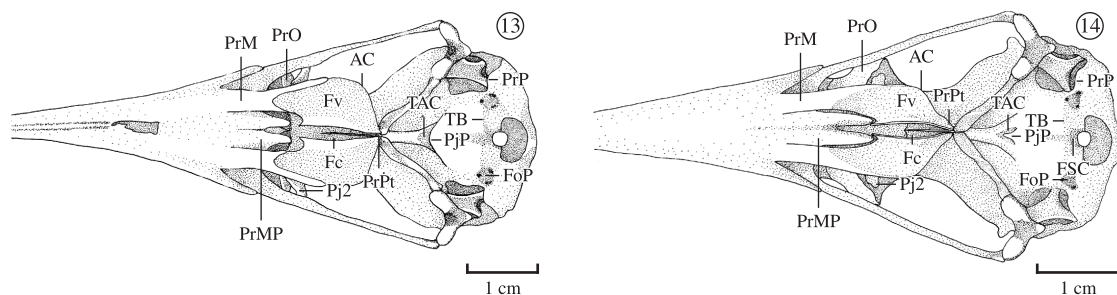 13
PrM
PrO
AC
PrP
Fv
TAC
TB
PjP
Fc
FoP
PrPt
Pj2
PrMP
1 cm
14
PrM
PrO
AC
PrP
PrPt
Fv
TAC
TB
PjP
Fc
FSC
FoP
Pj2
PrMP
1 cm